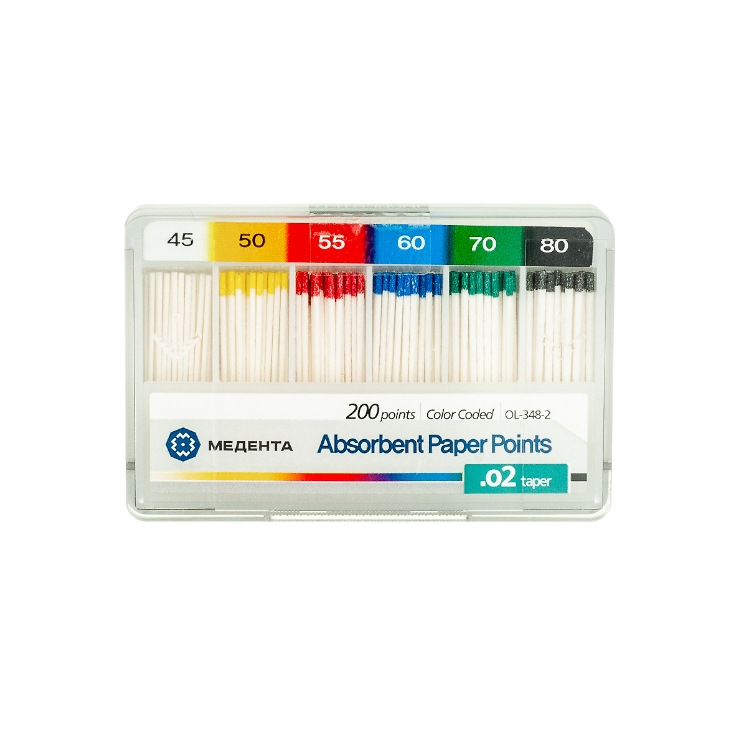 45 50 55 60 70 80
200 points Color Coded OL-348-2
МЕДЕНТА Absorbent Paper Points
.02 taper